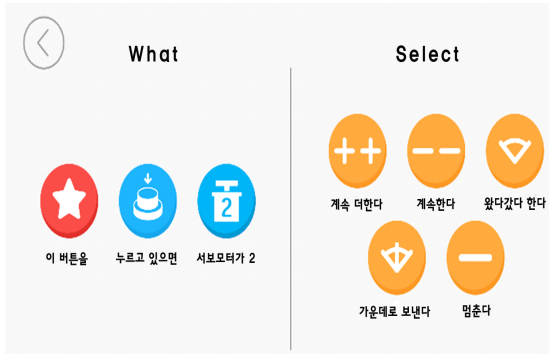 What
Select
계속 더한다
계속한다
왔다갔다 한다
이 버튼을
누르고 있으면
2
서보모터가 2
가운데로 보낸다
멈춘다